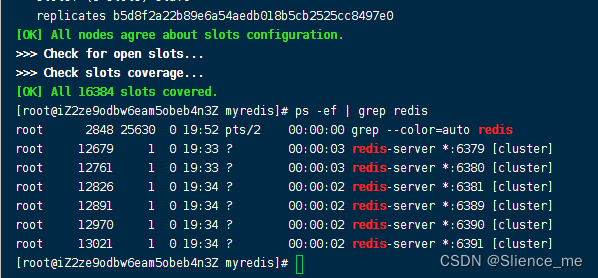 replicates b5d8f2a22b89e6a54aedb018b5cb2525cc8497e0
[OK] All nodes agree about slots configuration.
>>> Check for open slots...
>>> Check slots coverage...
[OK] All 16384 slots covered.
[root@iZ2ze9odbw6eam5obeb4n3Z myredis]# ps -ef | grep redis
root 2848 25630 0 19:52 pts/2 00:00:00 grep --color=auto redis
root 12679 1 0 19:33 ? 00:00:03 redis-server *:6379 [cluster]
root 12761 1 0 19:33 ? 00:00:03 redis-server *:6380 [cluster]
root 12826 1 0 19:34 ? 00:00:02 redis-server *:6381 [cluster]
root 12891 1 0 19:34 ? 00:00:02 redis-server *:6389 [cluster]
root 12970 1 0 19:34 ? 00:00:02 redis-server *:6390 [cluster]
root 13021 1 0 19:34 ? 00:00:02 redis-server *:6391 [cluster]
[root@iZ2ze9odbw6eam5obeb4n3Z myredis]#
CSDN @Slience_me